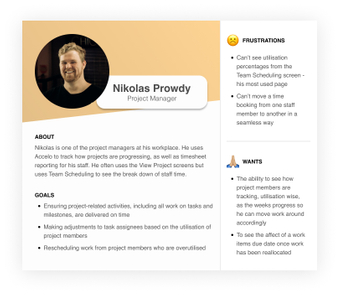 Nikolas Prowdy
Project Manager
ABOUT
Nikolas is one of the project managers at his workplace. He uses
Accelo to track how projects are progressing, as well as timesheet
reporting for his staff. He often uses the View Project screens but
uses Team Scheduling to see the break down of staff time.
GOALS
• Ensuring project-related activities, including all work on tasks and
milestones, are delivered on time
• Making adjustments to task assignees based on the utilisation of
project members
• Rescheduling work from project members who are overutilised
FRUSTRATIONS
• Can't see utilisation
percentages from the
Team Scheduling screen -
his most used page
• Can't move a time
booking from one staff
member to another in a
seamless way
WANTS
• The ability to see how
project members are
tracking, utilisation wise,
as the weeks progress so
he can move work around
accordingly
• To see the affect of a work
items due date once work
has been reallocated